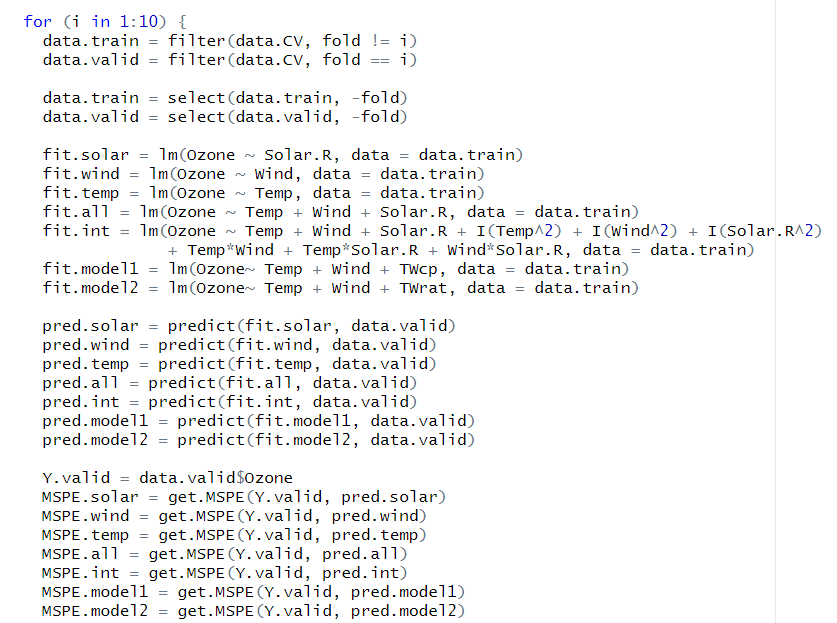 for (i in 1:10) {
data.train = filter(data.CV, fold != i)
data.valid = filter(data.CV, fold == i)
data.train = select(data.train, -fold)
data.valid = select(data.valid, -fold)
fit.solar = lm(Ozone ~ Solar.R, data = data.train)
fit.wind = lm(Ozone ~ Wind, data = data.train)
fit.temp = lm(Ozone ~ Temp, data = data.train)
fit.all = lm(Ozone ~ Temp + Wind + Solar.R, data = data.train)
fit.int = lm(Ozone ~ Temp + Wind + Solar.R + I(Temp^2) + I(Wind^2) + I(Solar.R^2)
+ Temp*Wind + Temp*Solar.R + Wind*Solar.R, data = data.train)
fit.model1 = lm(Ozone~ Temp + Wind + TWcp, data = data.train)
fit.model2 = lm(Ozone~ Temp + Wind + TWrat, data = data.train)
pred.solar = predict(fit.solar, data.valid)
pred.wind = predict(fit.wind, data.valid)
pred.temp = predict(fit.temp, data.valid)
pred.all = predict(fit.all, data.valid)
pred.int = predict(fit.int, data.valid)
pred.model1 = predict(fit.model1, data.valid)
pred.model2 = predict(fit.model2, data.valid)
Y.valid = data.valid$Ozone
MSPE.solar = get.MSPE(Y.valid, pred.solar)
MSPE.wind = get.MSPE(Y.valid, pred.wind)
MSPE.temp = get.MSPE(Y.valid, pred.temp)
MSPE.all = get.MSPE(Y.valid, pred.all)
MSPE.int = get.MSPE(Y.valid, pred.int)
MSPE.model1 = get.MSPE(Y.valid, pred.model1)
MSPE.model2 = get.MSPE(Y.valid, pred.model2)